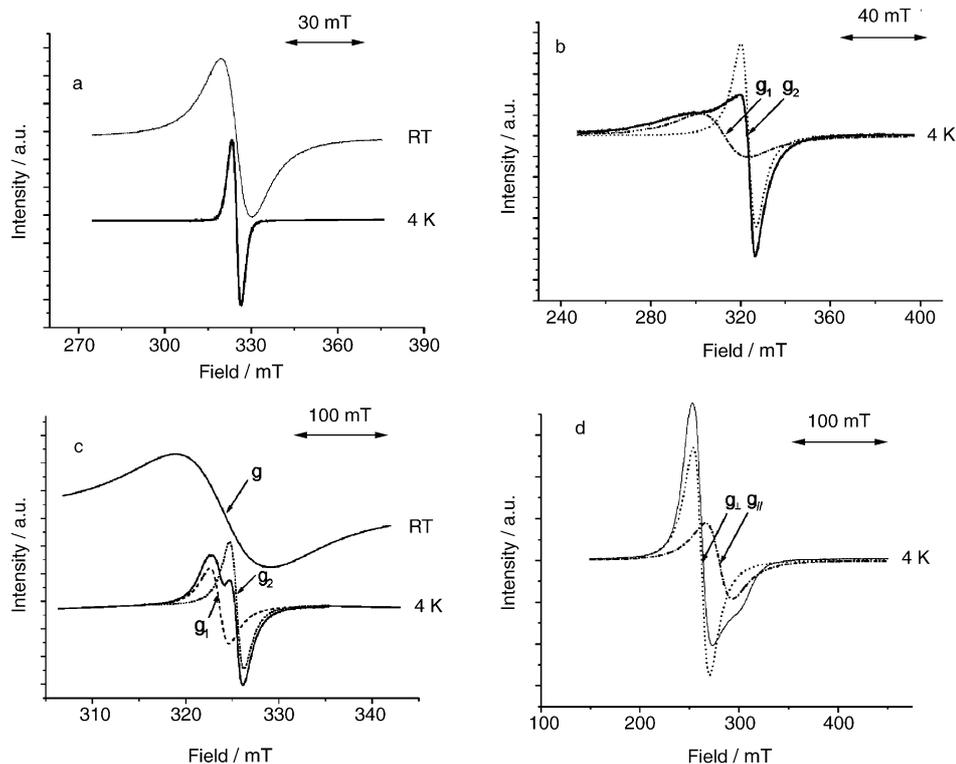 30 mT
a
RT
4 K
Intensity / a.u.
270 300 330 360 390
Field / mT
40 mT
b
g1 g2
4 K
Intensity / a.u.
240 280 320 360 400
Field / mT
100 mT
c
g
RT
g2
g1
4 K
Intensity / a.u.
310 320 330 340
Field / mT
100 mT
d
g⊥ g//
4 K
Intensity / a.u.
100 200 300 400
Field / mT